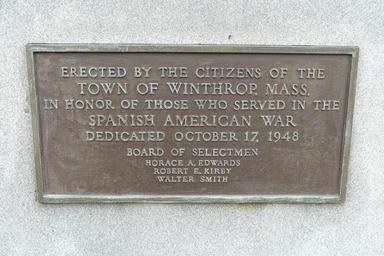 ERECTED BY THE CITIZENS OF THE
TOWN OF WINTHROP, MASS.
IN HONOR OF THOSE WHO SERVED IN THE
SPANISH AMERICAN WAR
DEDICATED OCTOBER 17, 1948
BOARD OF SELECTMEN
HORACE A. EDWARDS
ROBERT E. KIRBY
WALTER SMITH